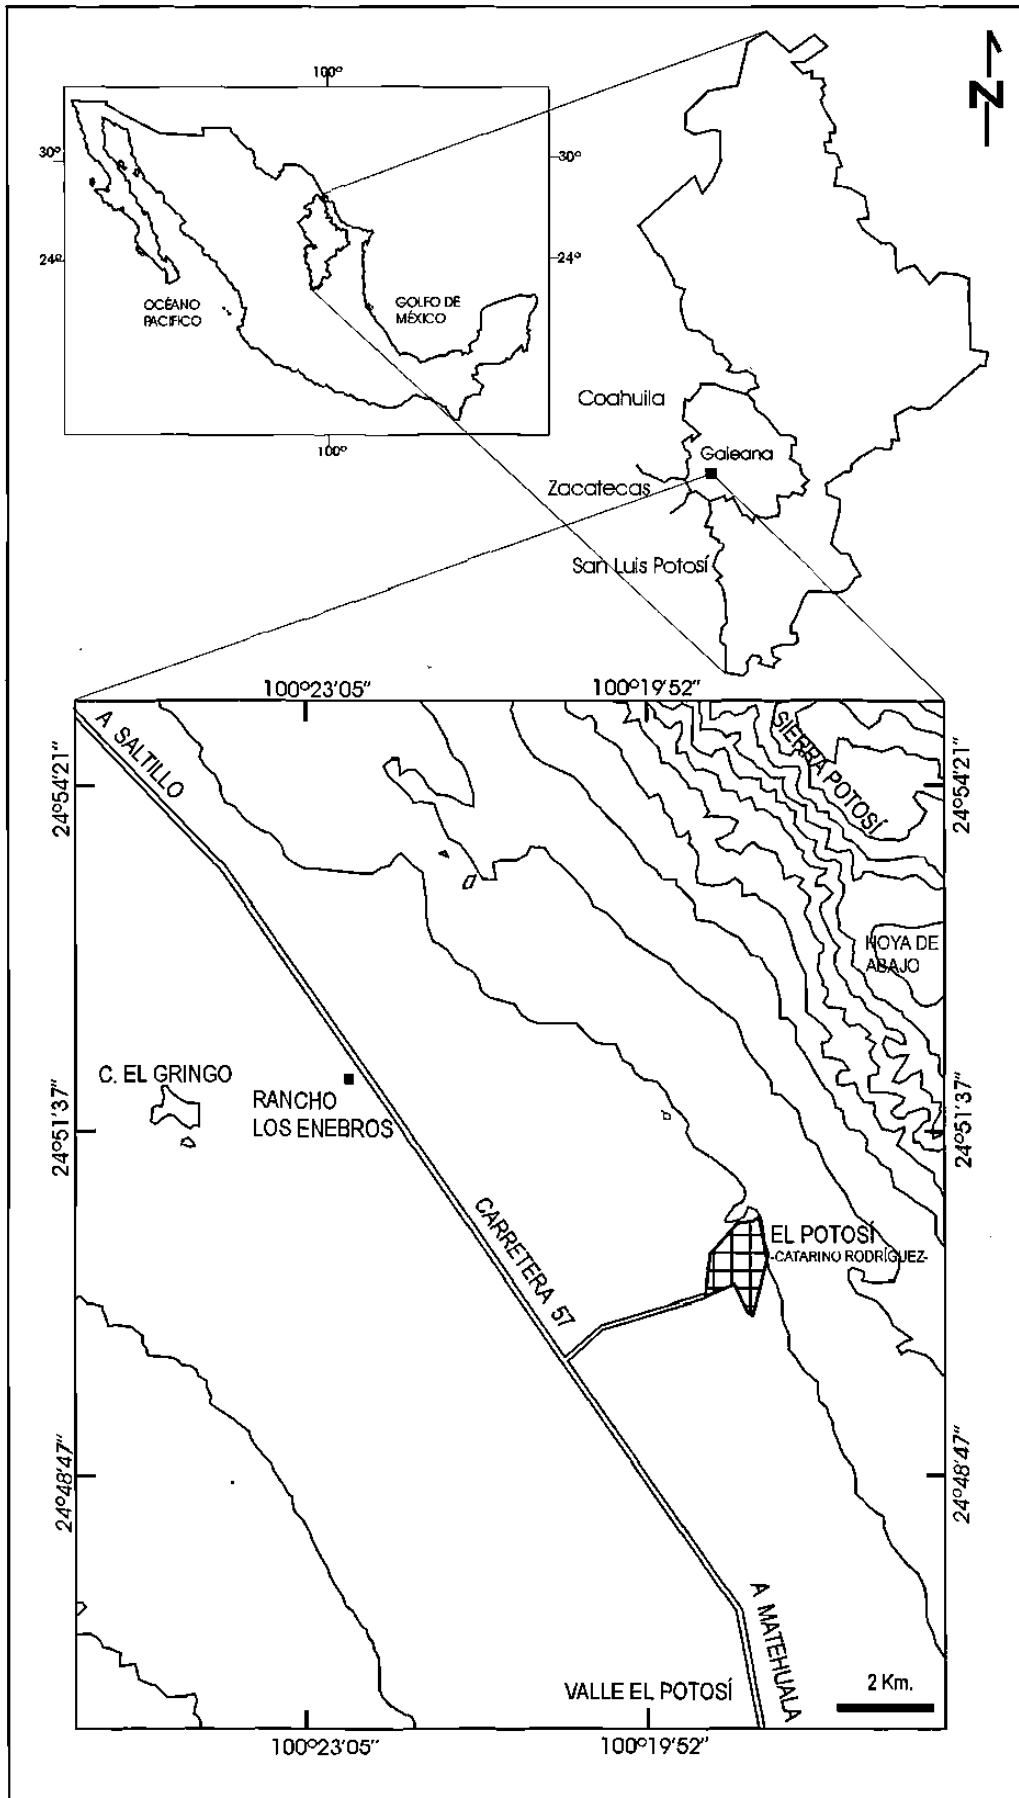 N
100°
30°
30°
24°
24°
OCÉANO
PACIFICO
GOLFO DE
MÉXICO
100°
Coahuila
Galeana
Zacatecas
San Luis Potosí
100°23'05"
100°19'52"
A SALTILLO
SIERRA POTOSÍ
24°54'21"
24°54'21"
HOYA DE
ABAJO
C. EL GRINGO
RANCHO
LOS ENEBROS
24°51'37"
24°51'37"
CARRETERA 57
EL POTOSÍ
-CATARINO RODRÍGUEZ-
24°48'47"
24°48'47"
A MATEHUALA
VALLE EL POTOSÍ
2 Km.
100°23'05"
100°19'52"